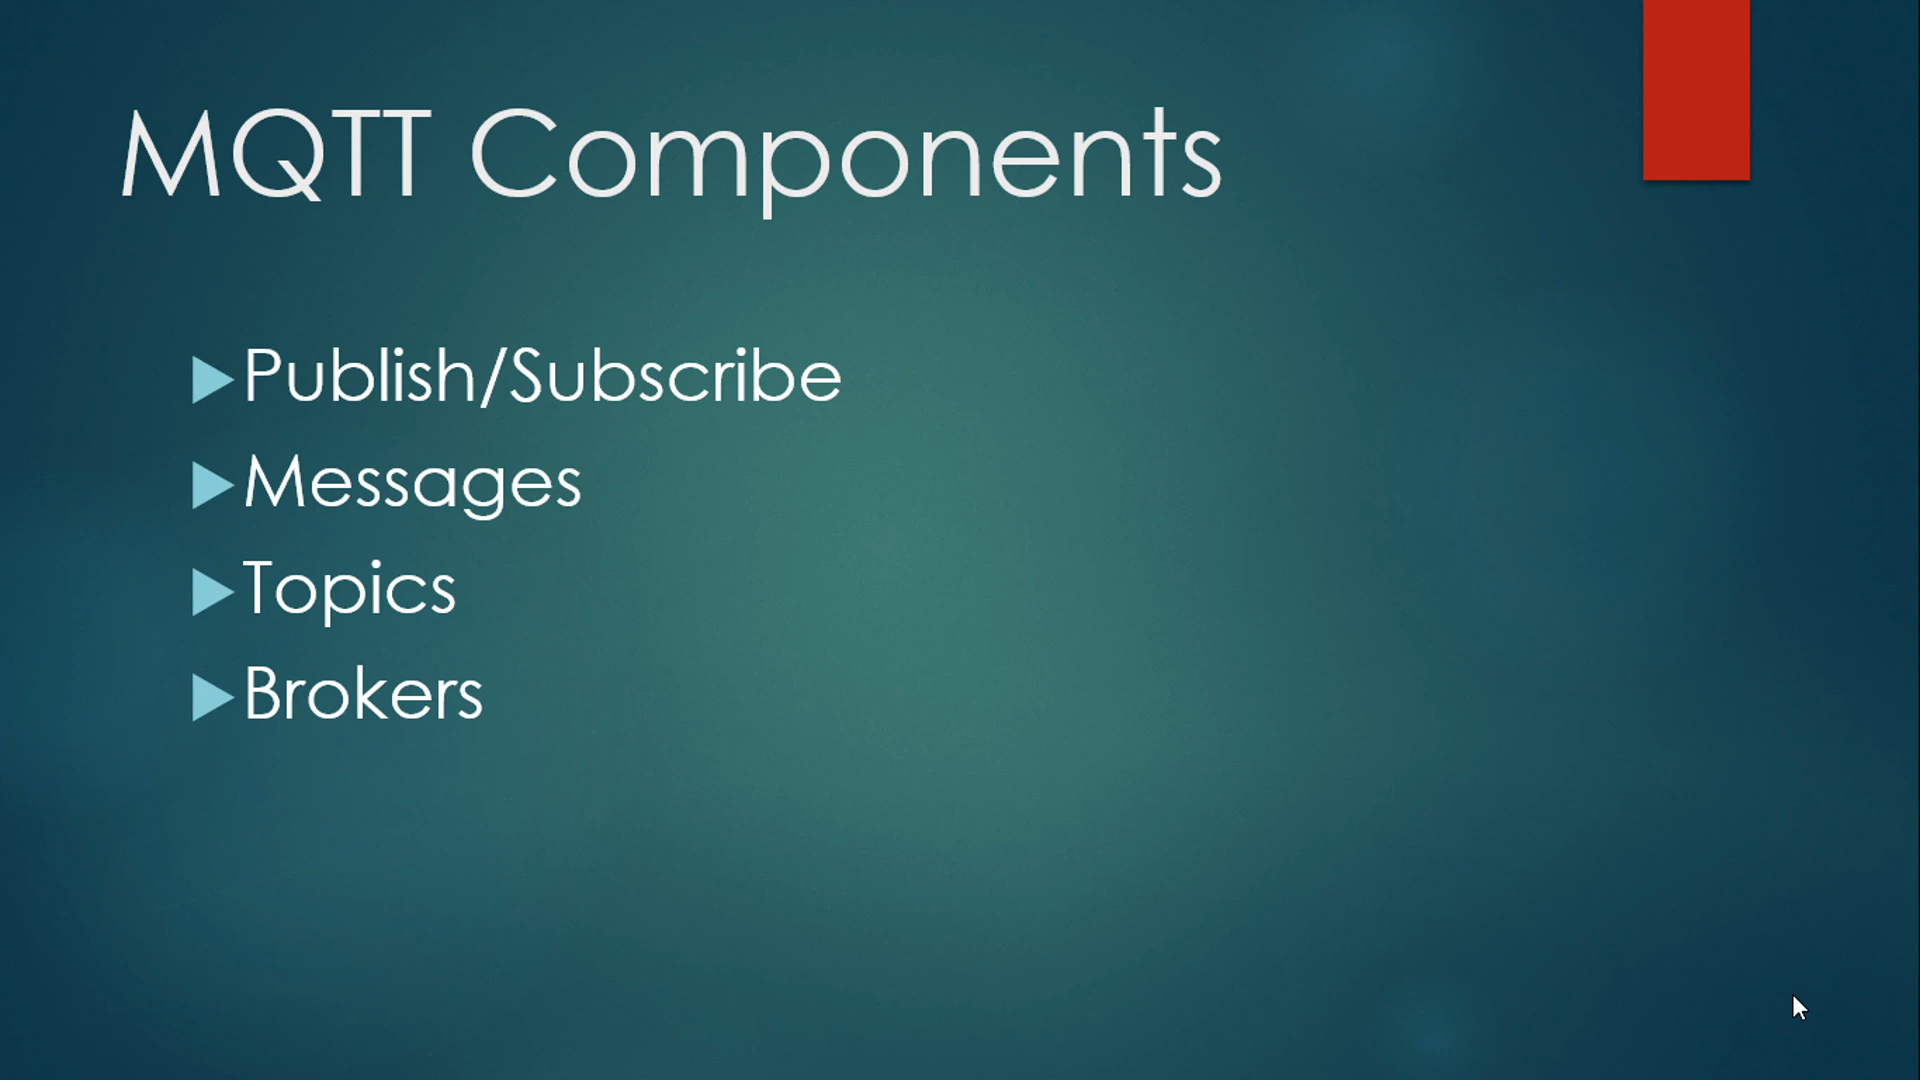 MQTT Components
Publish/Subscribe
Messages
Topics
Brokers